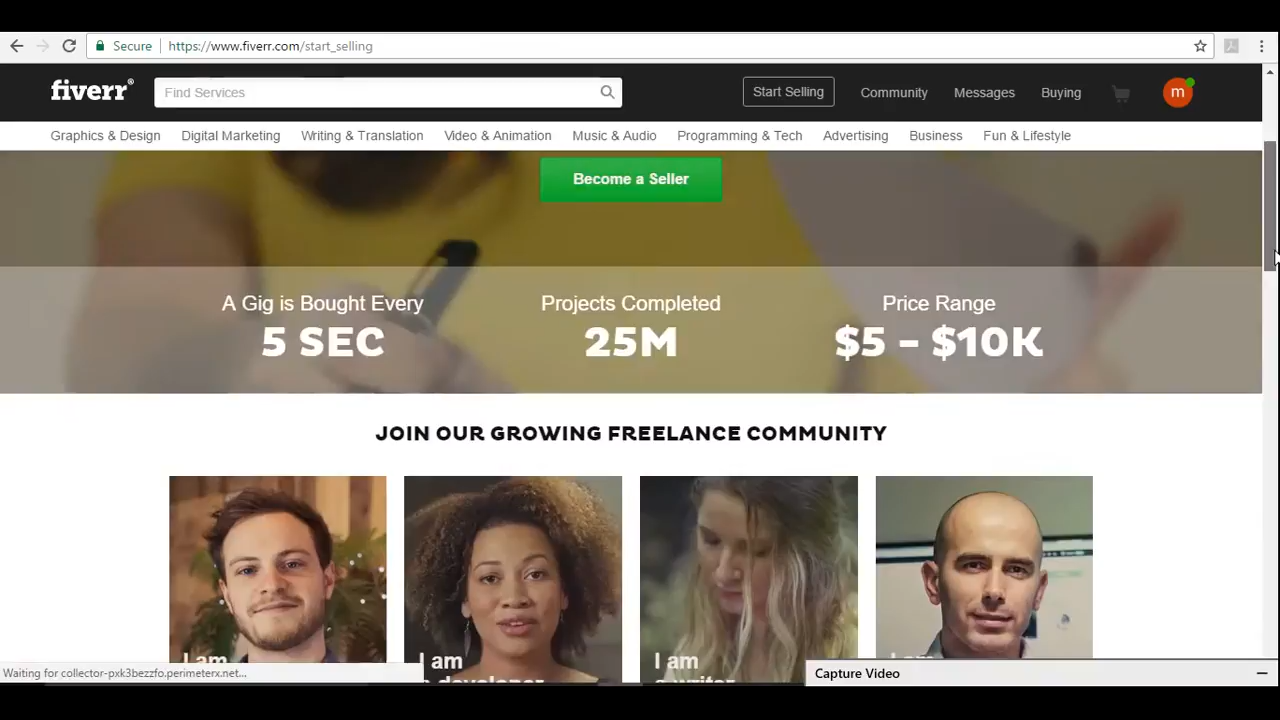 Secure https://www.fiverr.com/start_selling
fiverr®
Find Services
Start Selling
Community
Messages
Buying
m
Graphics & Design
Digital Marketing
Writing & Translation
Video & Animation
Music & Audio
Programming & Tech
Advertising
Business
Fun & Lifestyle
Become a Seller
A Gig is Bought Every
5 SEC
Projects Completed
25M
Price Range
$5 – $10K
JOIN OUR GROWING FREELANCE COMMUNITY
I am
I am
a developer
I am
a writer
I am
Waiting for collector-pxk3bezzfo.perimeterx.net...
Capture Video